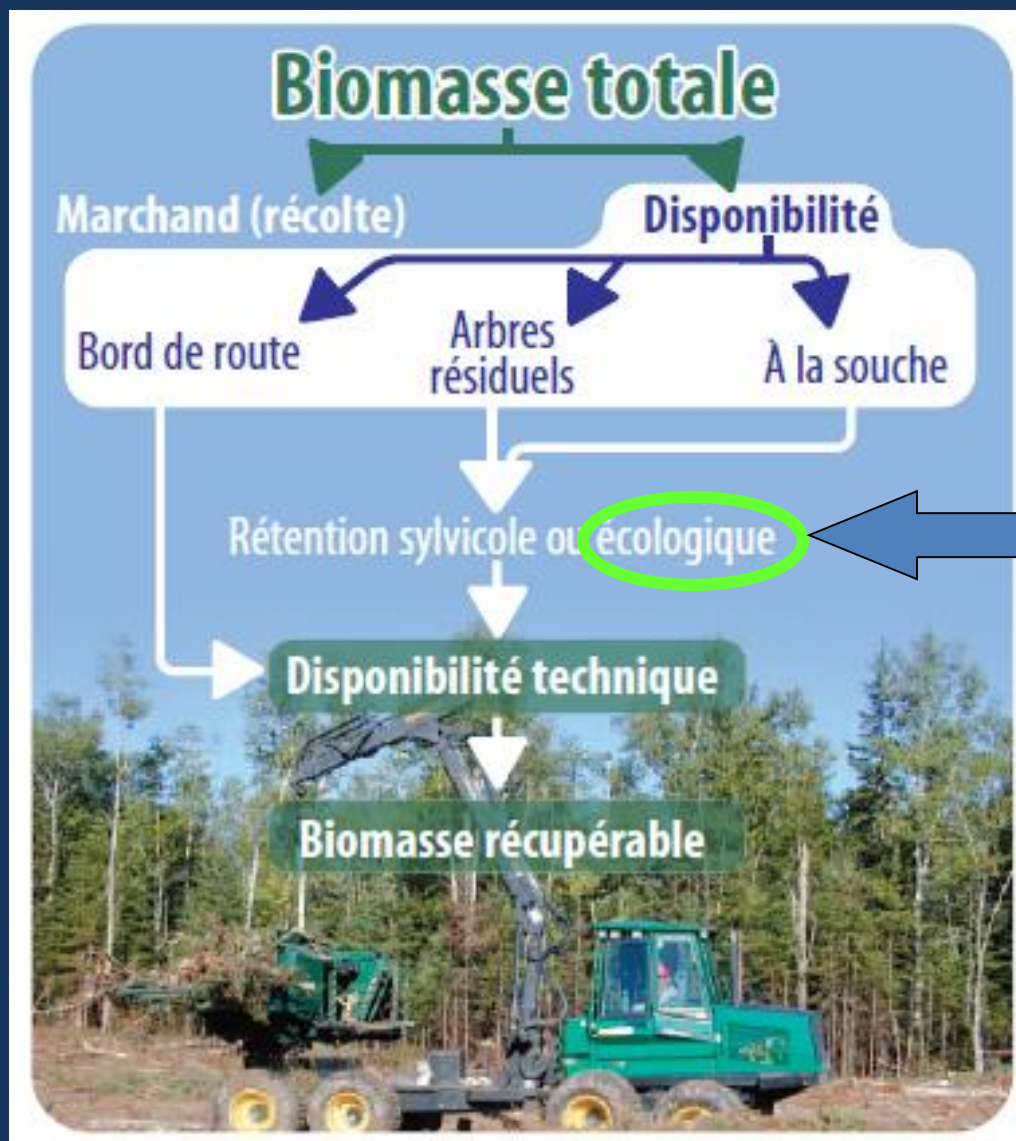 Biomasse totale
Marchand (récolte)
Disponibilité
Bord de route
Arbres
résiduels
À la souche
Rétention sylvicole ou écologique
Disponibilité technique
Biomasse récupérable